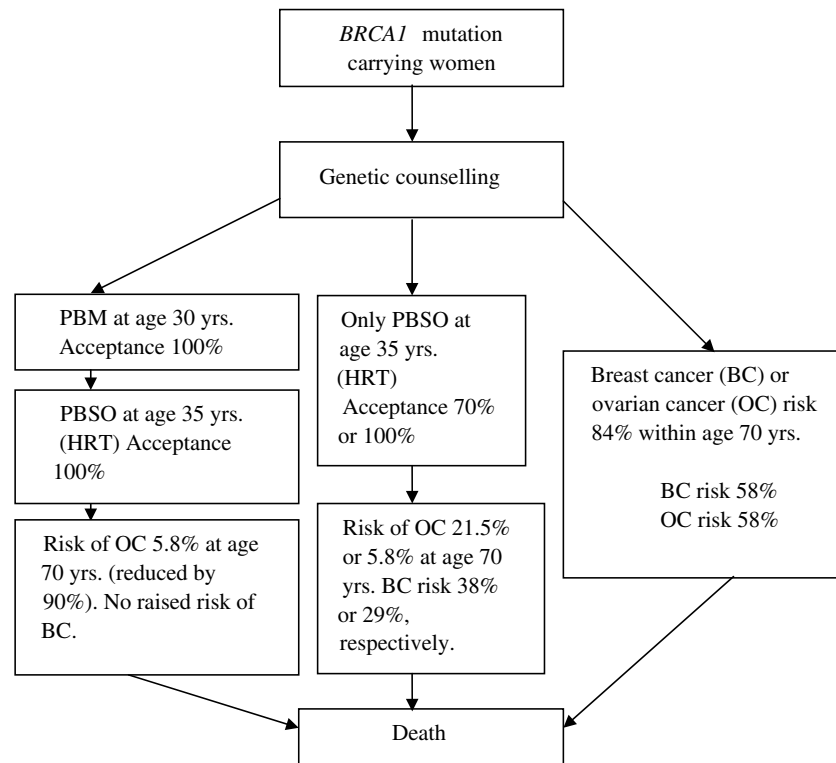 BRCA1 mutation
carrying women
Genetic counselling
PBM at age 30 yrs.
Acceptance 100%
PBSO at age 35 yrs.
(HRT) Acceptance
100%
Risk of OC 5.8% at age
70 yrs. (reduced by
90%). No raised risk of
BC.
Only PBSO at
age 35 yrs.
(HRT)
Acceptance 70%
or 100%
Risk of OC 21.5%
or 5.8% at age 70
yrs. BC risk 38%
or 29%,
respectively.
Breast cancer (BC) or
ovarian cancer (OC) risk
84% within age 70 yrs.
BC risk 58%
OC risk 58%
Death